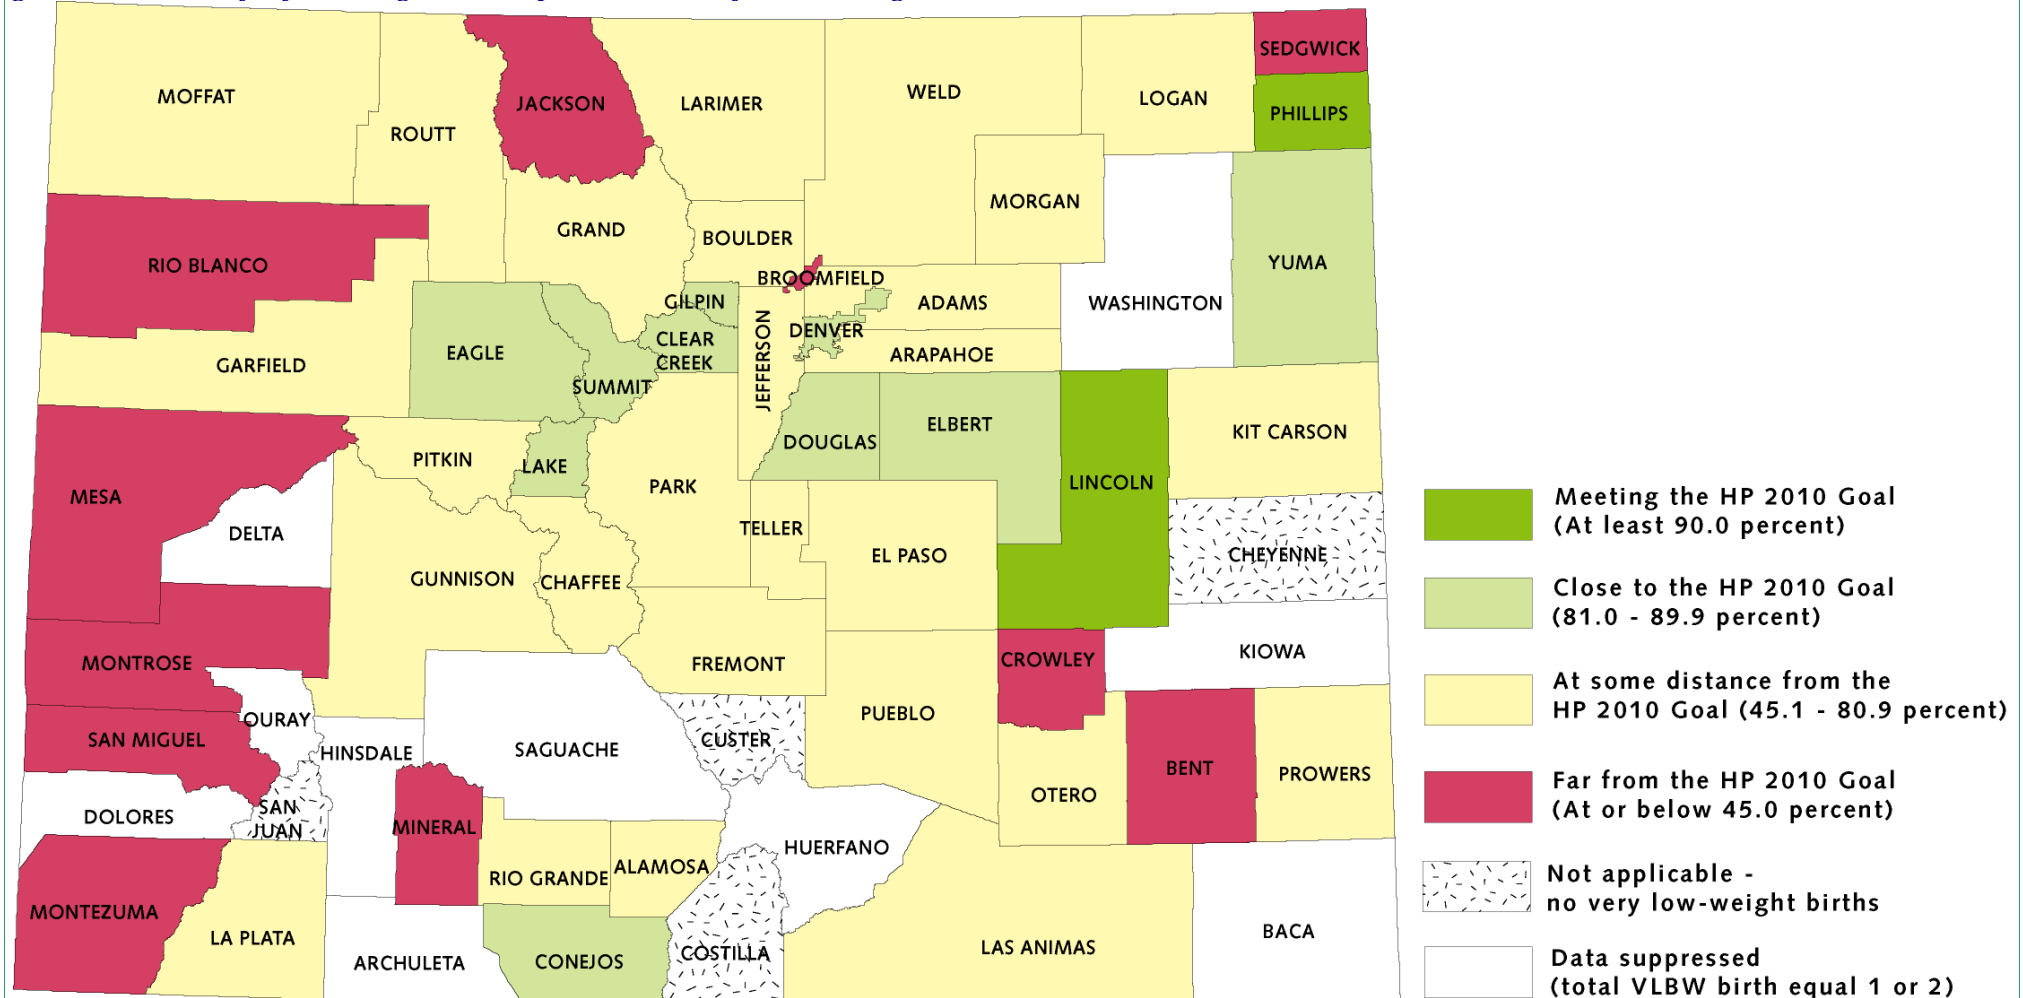 MOFFAT
ROUTT
JACKSON
LARIMER
WELD
LOGAN
SEDGWICK
PHILLIPS
MORGAN
GRAND
BOULDER
RIO BLANCO
BROOMFIELD
YUMA
GILPIN
ADAMS
WASHINGTON
CLEAR
CREEK
DENVER
JEFFERSON
ARAPAHOE
GARFIELD
EAGLE
SUMMIT
ELBERT
DOUGLAS
KIT CARSON
PITKIN
LAKE
LINCOLN
PARK
MESA
DELTA
TELLER
EL PASO
CHEYENNE
GUNNISON
CHAFFEE
MONTROSE
FREMONT
CROWLEY
KIOWA
OURAY
PUEBLO
SAN MIGUEL
HINSDALE
SAGUACHE
CUSTER
BENT
PROWERS
OTERO
DOLORES
SAN
JUAN
MINERAL
HUERFANO
RIO GRANDE
ALAMOSA
MONTEZUMA
LA PLATA
ARCHULETA
CONEJOS
COSTILLA
LAS ANIMAS
BACA
Meeting the HP 2010 Goal
(At least 90.0 percent)
Close to the HP 2010 Goal
(81.0 - 89.9 percent)
At some distance from the
HP 2010 Goal (45.1 - 80.9 percent)
Far from the HP 2010 Goal
(At or below 45.0 percent)
Not applicable -
no very low-weight births
Data suppressed
(total VLBW birth equal 1 or 2)